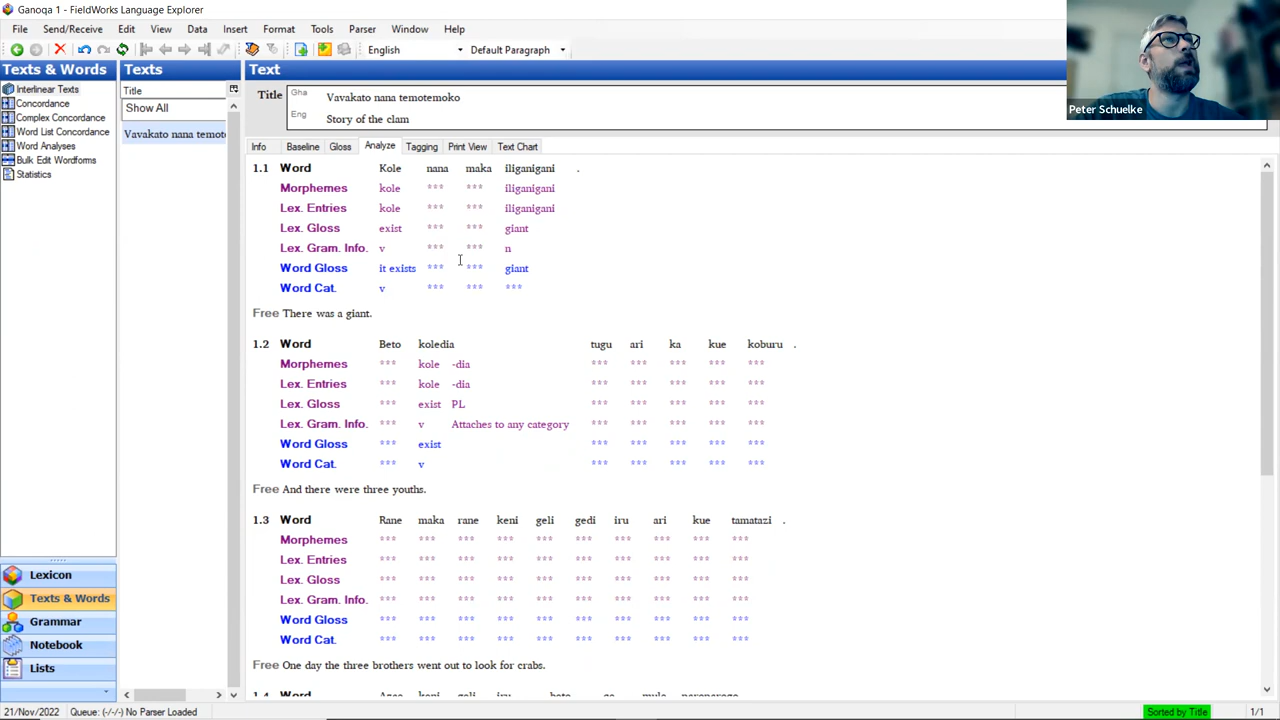 Ganoqa 1 - FieldWorks Language Explorer
File Send/Receive Edit View Data Insert Format Tools Parser Window Help
English Default Paragraph
Peter Schuelke
Texts & Words
Interlinear Texts
Concordance
Complex Concordance
Word List Concordance
Word Analyses
Bulk Edit Wordforms
Statistics
Lexicon
Texts & Words
Grammar
Notebook
Lists
Texts
Title
Show All
Vavakato nana temot
Text
Title Gha Vavakato nana temotemoko
Eng Story of the clam
Info Baseline Gloss Analyze Tagging Print View Text Chart
1.1 Word Kole nana maka iliganigani .
Morphemes kole *** *** iliganigani
Lex. Entries kole *** *** iliganigani
Lex. Gloss exist *** *** giant
Lex. Gram. Info. v *** *** n
Word Gloss it exists *** *** giant
Word Cat. v *** *** ***
Free There was a giant.
1.2 Word Beto koledia tugu ari ka kue koburu .
Morphemes *** kole -dia *** *** *** *** ***
Lex. Entries *** kole -dia *** *** *** *** ***
Lex. Gloss *** exist PL *** *** *** *** ***
Lex. Gram. Info. *** v Attaches to any category *** *** *** *** ***
Word Gloss *** exist *** *** *** *** ***
Word Cat. *** v *** *** *** *** ***
Free And there were three youths.
1.3 Word Rane maka rane keni geli gedi iru ari kue tamatazi .
Morphemes *** *** *** *** *** *** *** *** *** ***
Lex. Entries *** *** *** *** *** *** *** *** *** ***
Lex. Gloss *** *** *** *** *** *** *** *** *** ***
Lex. Gram. Info. *** *** *** *** *** *** *** *** *** ***
Word Gloss *** *** *** *** *** *** *** *** *** ***
Word Cat. *** *** *** *** *** *** *** *** *** ***
Free One day the three brothers went out to look for crabs.
1.4 Word keni geli iru beto
21/Nov/2022 Queue: (-/-/-) No Parser Loaded Sorted by Title 1/1